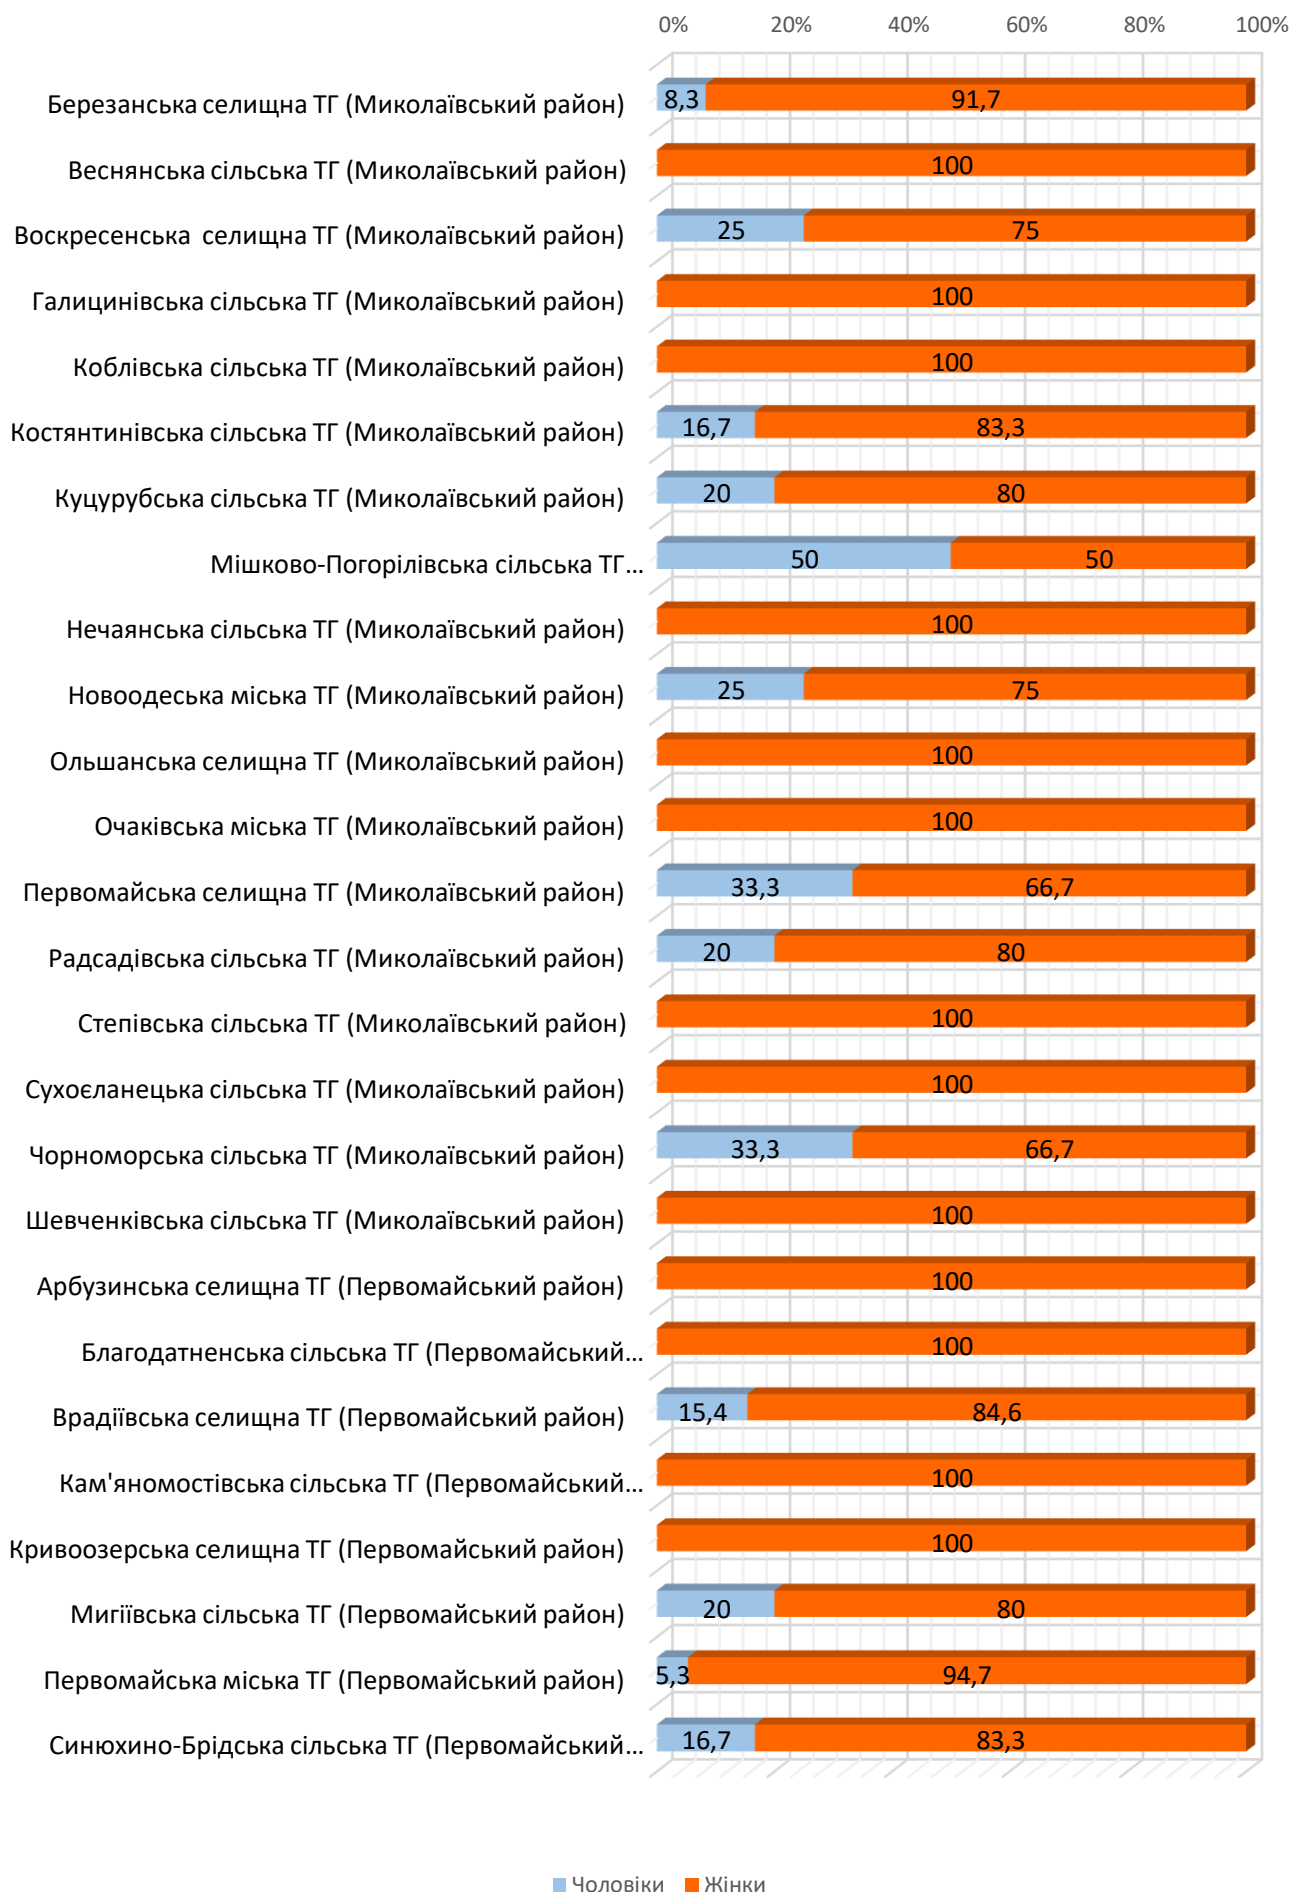 0% 20% 40% 60% 80% 100%
Березанська селищна ТГ (Миколаївський район) 8,3 91,7
Веснянська сільська ТГ (Миколаївський район) 100
Воскресенська селищна ТГ (Миколаївський район) 25 75
Галицинівська сільська ТГ (Миколаївський район) 100
Коблівська сільська ТГ (Миколаївський район) 100
Костянтинівська сільська ТГ (Миколаївський район) 16,7 83,3
Куцурубська сільська ТГ (Миколаївський район) 20 80
Мішково-Погорілівська сільська ТГ... 50 50
Нечаянська сільська ТГ (Миколаївський район) 100
Новоодеська міська ТГ (Миколаївський район) 25 75
Ольшанська селищна ТГ (Миколаївський район) 100
Очаківська міська ТГ (Миколаївський район) 100
Первомайська селищна ТГ (Миколаївський район) 33,3 66,7
Радсадівська сільська ТГ (Миколаївський район) 20 80
Степівська сільська ТГ (Миколаївський район) 100
Сухоєланецька сільська ТГ (Миколаївський район) 100
Чорноморська сільська ТГ (Миколаївський район) 33,3 66,7
Шевченківська сільська ТГ (Миколаївський район) 100
Арбузинська селищна ТГ (Первомайський район) 100
Благодатненська сільська ТГ (Первомайський... 100
Врадіївська селищна ТГ (Первомайський район) 15,4 84,6
Кам'яномостівська сільська ТГ (Первомайський... 100
Кривоозерська селищна ТГ (Первомайський район) 100
Мигіївська сільська ТГ (Первомайський район) 20 80
Первомайська міська ТГ (Первомайський район) 5,3 94,7
Синюхино-Брідська сільська ТГ (Первомайський... 16,7 83,3
Чоловіки Жінки